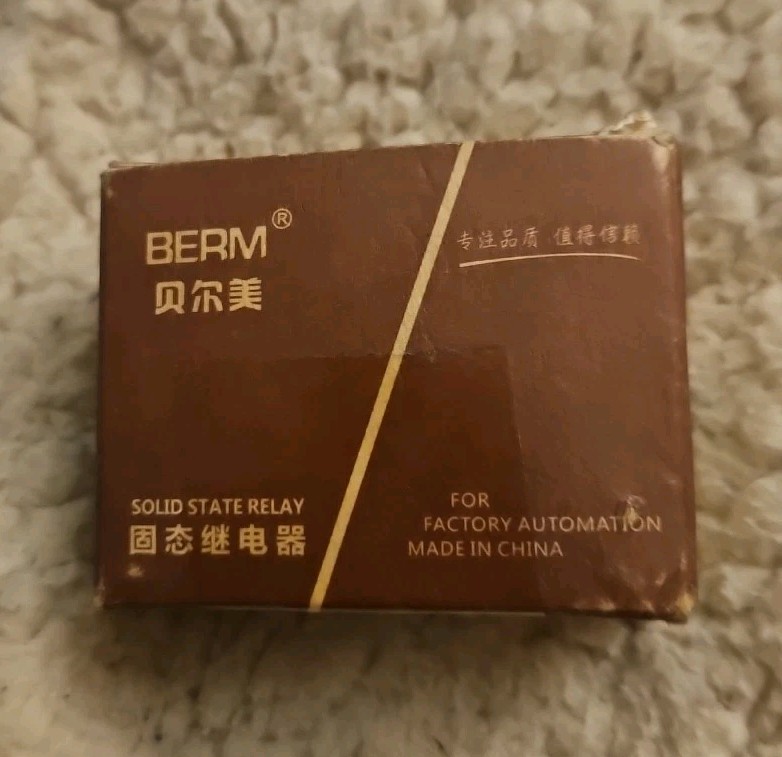 BERM®
贝尔美
专注品质 值得信赖
SOLID STATE RELAY
固态继电器
FOR
FACTORY AUTOMATION
MADE IN CHINA